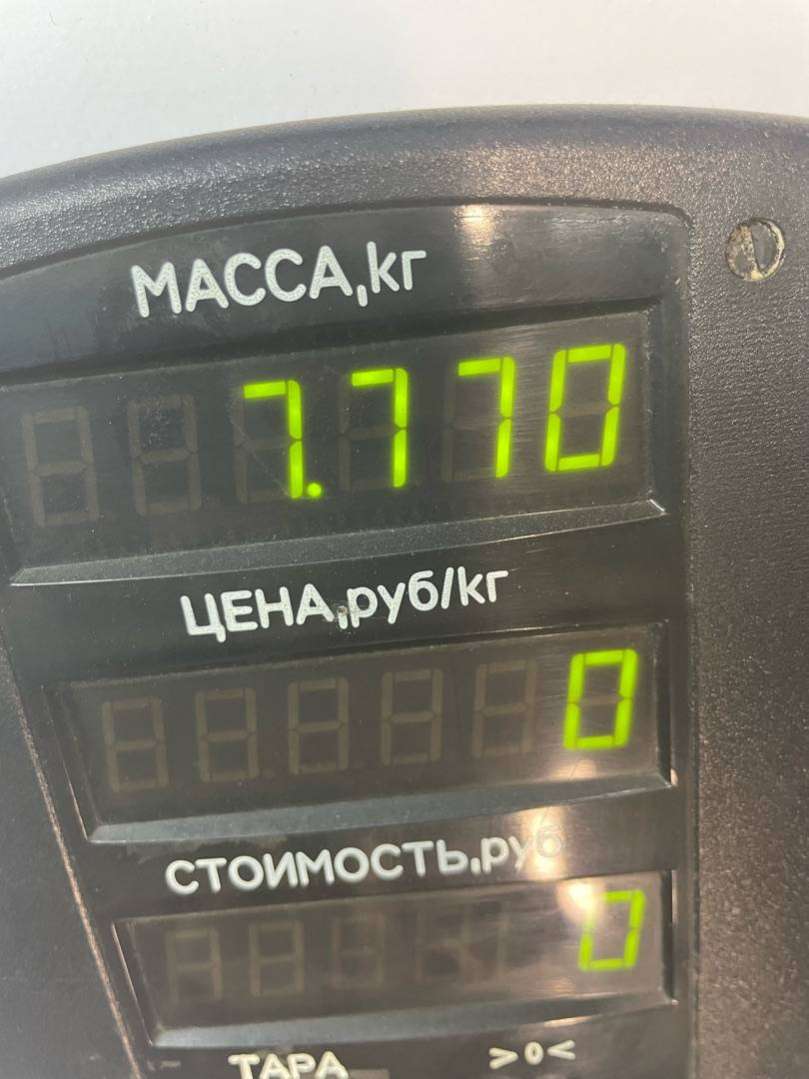 МАССА,кг
7.770
ЦЕНА,руб/кг
0
СТОИМОСТЬ,руб
0
ТАРА >0<